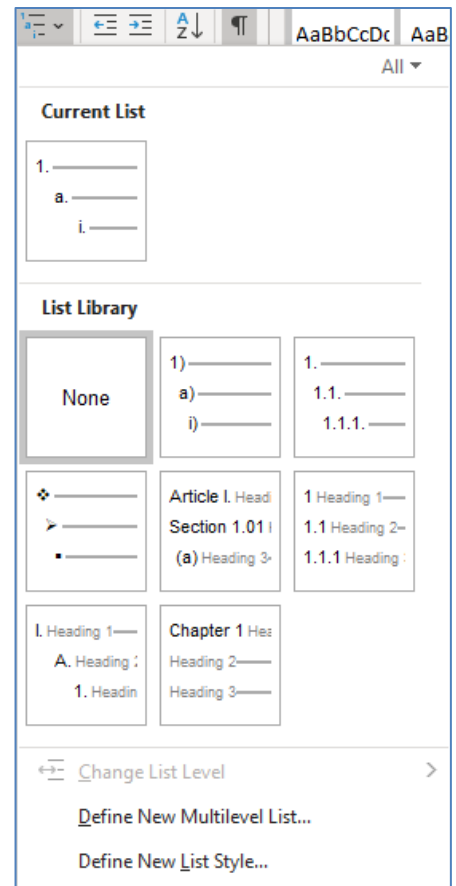 AaBbCcDc AaB
All
Current List
1.
a.
i.
List Library
None
1)
a)
i)
1.
1.1.
1.1.1.
Article I. Headi
Section 1.01
(a) Heading 3
1 Heading 1
1.1 Heading 2
1.1.1 Heading
I. Heading 1
A. Heading
1. Headin
Chapter 1 Hea
Heading 2
Heading 3
Change List Level
Define New Multilevel List...
Define New List Style...